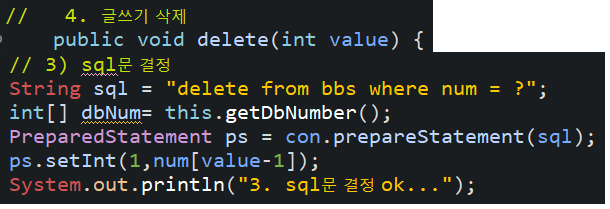 //   4. 글쓰기 삭제
public void delete(int value) {
// 3) sql문 결정
String sql = "delete from bbs where num = ?";
int[] dbNum= this.getDbNumber();
PreparedStatement ps = con.prepareStatement(sql);
ps.setInt(1,num[value-1]);
System.out.println("3. sql문 결정 ok...");